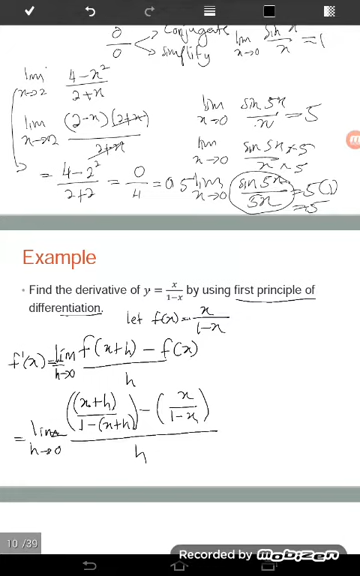 0/0 < Conjugate
simplify
lim x→0 sin x / x = 1
lim x→2 4-x² / 2+x
lim x→2 (2-x)(2+x) / 2+x
= 4-2² / 2+2 = 0/4 = 0
lim x→0 sin 5x / x = 5
lim x→0 sin 5x × 5 / x × 5
5 lim x→0 sin 5x / 5x = 5(1)
= 5
Example
• Find the derivative of y = x/1−x by using first principle of
differentiation.
let f(x) = x / 1-x
f'(x) = lim h→0 f(x+h) - f(x) / h
= lim h→0 ((x+h) / 1-(x+h)) - (x / 1-x) / h
10 /39
Recorded by mobizen